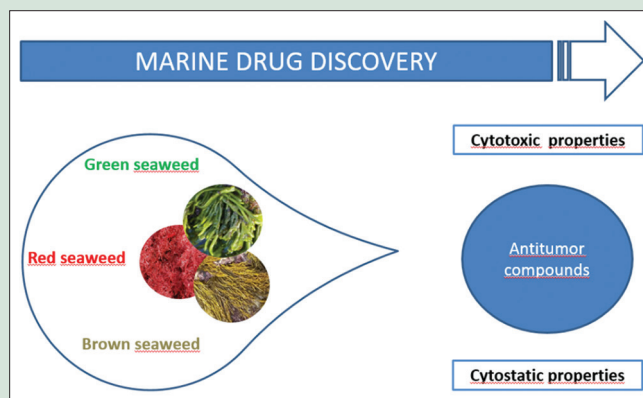 MARINE DRUG DISCOVERY
Green seaweed
Red seaweed
Brown seaweed
Cytotoxic properties
Antitumor
compounds
Cytostatic properties